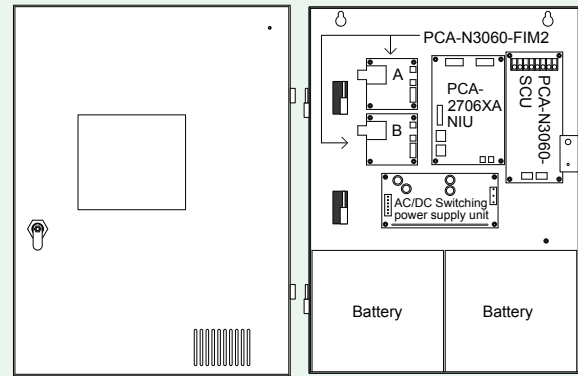 PCA-N3060-FIM2
A
B
PCA-
2706XA
NIU
PCA-N3060-
SCU
AC/DC Switching
power supply unit
Battery
Battery